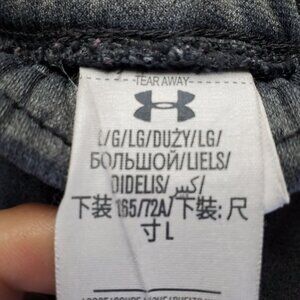 -TEAR AWAY-
L/G/LG/DUŻY/LG/
БОЛЬШОЙ/LIELS/
DIDELIS/كبير/
下装 165/72A/ 下裝: 尺
寸 L